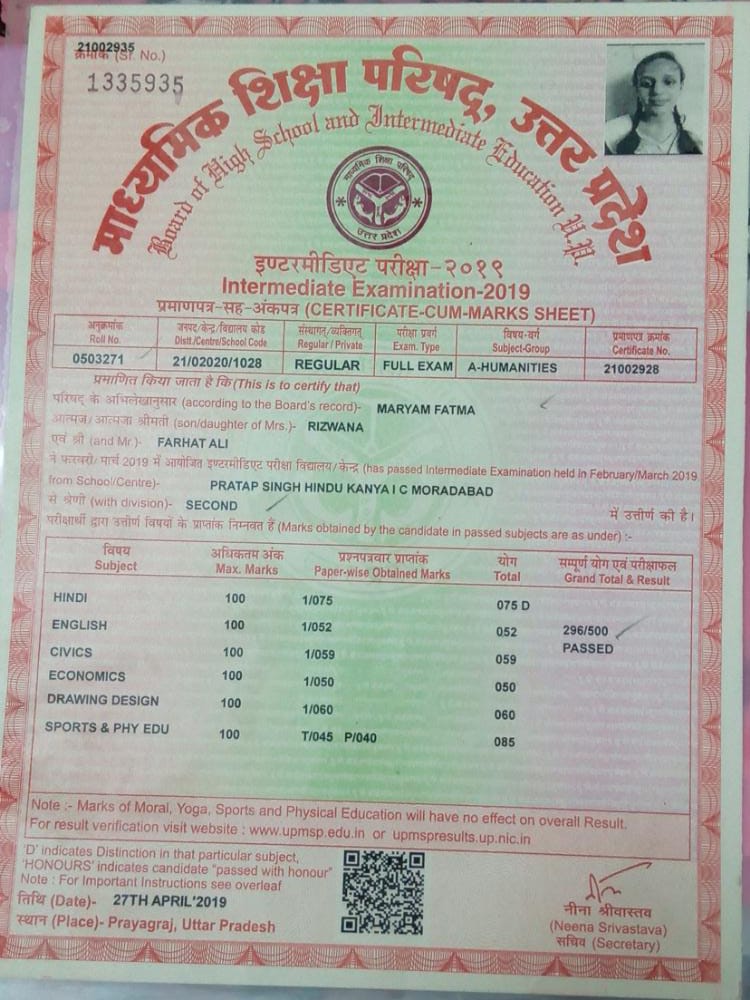 21002935
क्रमांक (Sr. No.)
1335935
माध्यमिक शिक्षा परिषद, उत्तर प्रदेश
Board of High School and Intermediate Education U.P.
माध्यमिक शिक्षा परिषद्
उत्तर प्रदेश
इण्टरमीडिएट परीक्षा-२०१९
Intermediate Examination-2019
प्रमाणपत्र-सह-अंकपत्र (CERTIFICATE-CUM-MARKS SHEET)
अनुक्रमांक जनपद/केन्द्र/विद्यालय कोड संस्थागत/व्यक्तिगत परीक्षा प्रवर्ग विषय-वर्ग प्रमाणपत्र क्रमांक
Roll No. Distt./Centre/School Code Regular / Private Exam. Type Subject-Group Certificate No.
0503271 21/02020/1028 REGULAR FULL EXAM A-HUMANITIES 21002928
प्रमाणित किया जाता है कि (This is to certify that)
परिषद के अभिलेखानुसार (according to the Board's record)- MARYAM FATMA
आत्मज/आत्मजा श्रीमती (son/daughter of Mrs.)- RIZWANA
एवं श्री (and Mr.)- FARHAT ALI
ने फरवरी/मार्च 2019 में आयोजित इण्टरमीडिएट परीक्षा विद्यालय/केन्द्र (has passed Intermediate Examination held in February/March 2019
from School/Centre)- PRATAP SINGH HINDU KANYA I C MORADABAD
से श्रेणी (with division)- SECOND में उत्तीर्ण की है।
परीक्षार्थी द्वारा उत्तीर्ण विषयों के प्राप्तांक निम्नवत हैं (Marks obtained by the candidate in passed subjects are as under) :-
विषय अधिकतम अंक प्रश्नपत्रवार प्राप्तांक योग सम्पूर्ण योग एवं परीक्षाफल
Subject Max. Marks Paper-wise Obtained Marks Total Grand Total & Result
HINDI 100 1/075 075 D
ENGLISH 100 1/052 052 296/500
CIVICS 100 1/059 059 PASSED
ECONOMICS 100 1/050 050
DRAWING DESIGN 100 1/060 060
SPORTS & PHY EDU 100 T/045 P/040 085
Note :- Marks of Moral, Yoga, Sports and Physical Education will have no effect on overall Result.
For result verification visit website : www.upmsp.edu.in or upmspresults.up.nic.in
'D' indicates Distinction in that particular subject,
'HONOURS' indicates candidate "passed with honour"
Note : For Important Instructions see overleaf
तिथि (Date)- 27TH APRIL'2019
स्थान (Place)- Prayagraj, Uttar Pradesh
नीना श्रीवास्तव
(Neena Srivastava)
सचिव (Secretary)